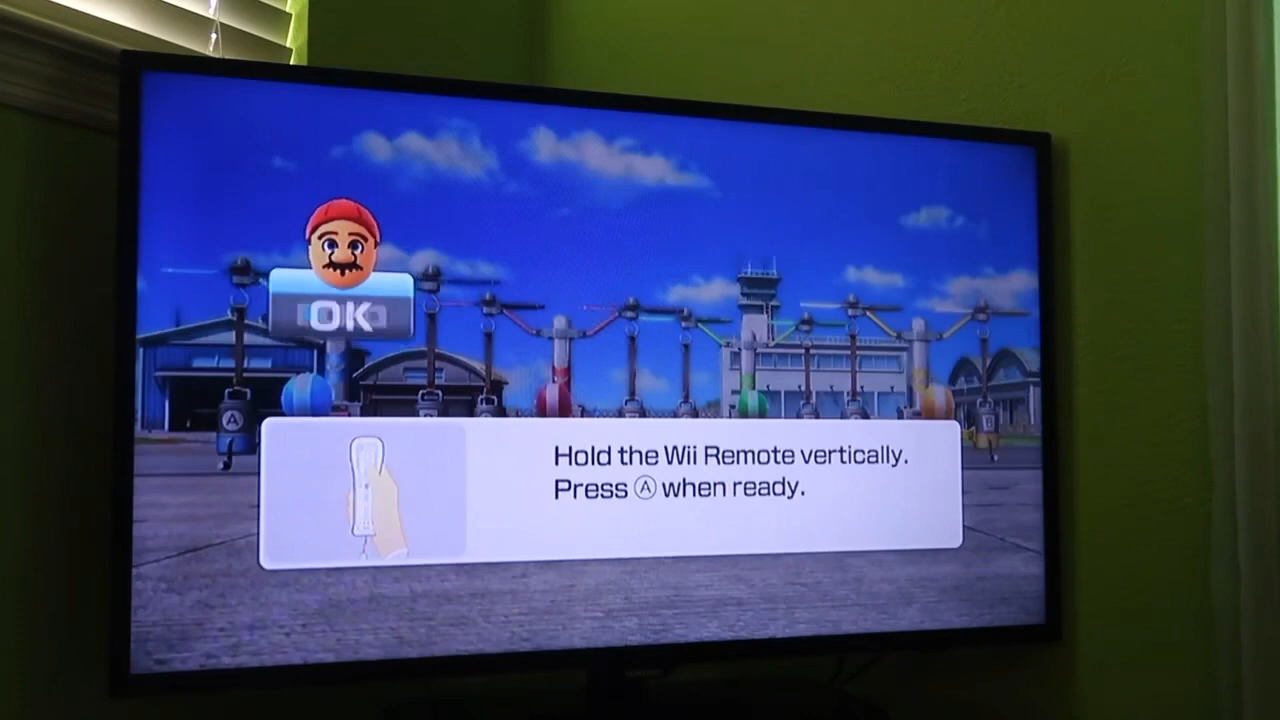 OK
A
B
Hold the Wii Remote vertically.
Press Ⓐ when ready.